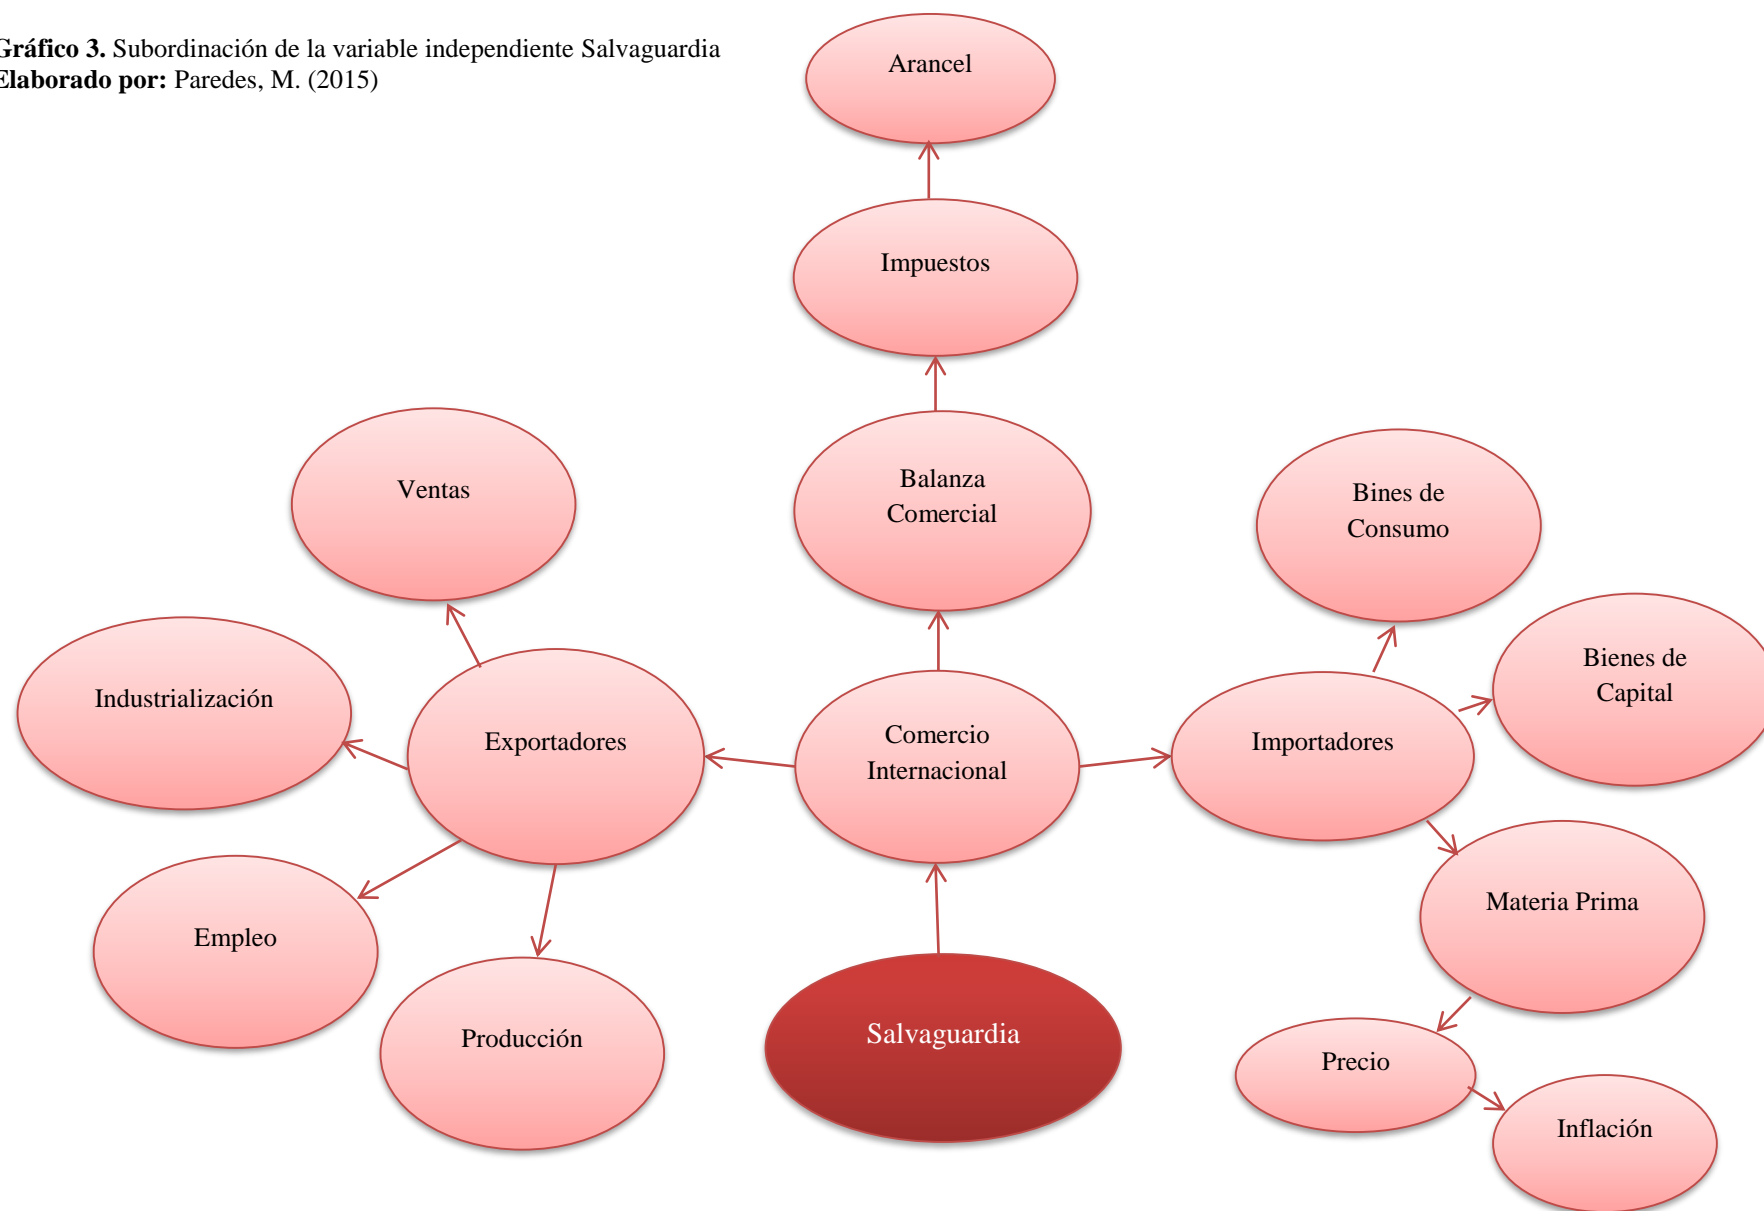 Gráfico 3. Subordinación de la variable independiente Salvaguardia
Elaborado por: Paredes, M. (2015)
Arancel
Impuestos
Balanza
Comercial
Ventas
Bines de
Consumo
Industrialización
Bienes de
Capital
Exportadores
Comercio
Internacional
Importadores
Materia Prima
Empleo
Producción
Salvaguardia
Precio
Inflación